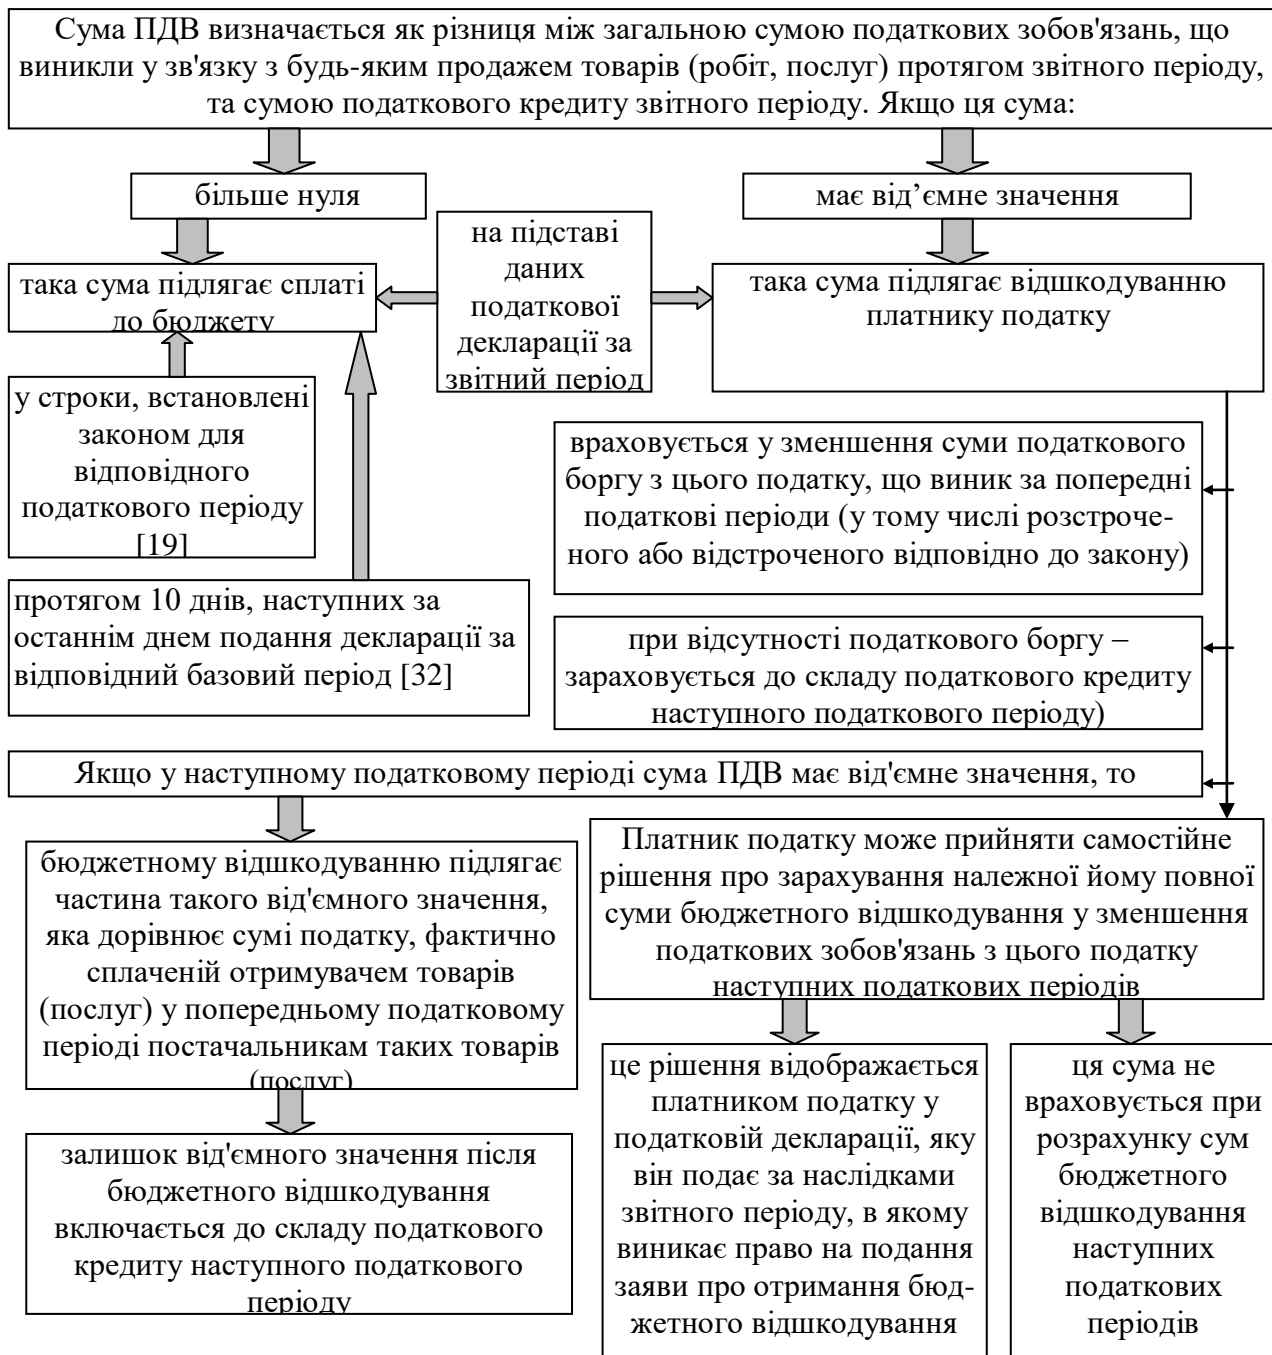 Сума ПДВ визначається як різниця між загальною сумою податкових зобов'язань, що
виникли у зв'язку з будь-яким продажем товарів (робіт, послуг) протягом звітного періоду,
та сумою податкового кредиту звітного періоду. Якщо ця сума:
більше нуля
має від’ємне значення
на підставі
даних
податкової
декларації за
звітний період
така сума підлягає сплаті
до бюджету
така сума підлягає відшкодуванню
платнику податку
у строки, встановлені
законом для
відповідного
податкового періоду
[19]
враховується у зменшення суми податкового
боргу з цього податку, що виник за попередні
податкові періоди (у тому числі розстроче-
ного або відстроченого відповідно до закону)
протягом 10 днів, наступних за
останнім днем подання декларації за
відповідний базовий період [32]
при відсутності податкового боргу –
зараховується до складу податкового кредиту
наступного податкового періоду)
Якщо у наступному податковому періоді сума ПДВ має від'ємне значення, то
бюджетному відшкодуванню підлягає
частина такого від'ємного значення,
яка дорівнює сумі податку, фактично
сплаченій отримувачем товарів
(послуг) у попередньому податковому
періоді постачальникам таких товарів
(послуг)
Платник податку може прийняти самостійне
рішення про зарахування належної йому повної
суми бюджетного відшкодування у зменшення
податкових зобов'язань з цього податку
наступних податкових періодів
залишок від'ємного значення після
бюджетного відшкодування
включається до складу податкового
кредиту наступного податкового
періоду
це рішення відображається
платником податку у
податковій декларації, яку
він подає за наслідками
звітного періоду, в якому
виникає право на подання
заяви про отримання бюд-
жетного відшкодування
ця сума не
враховується при
розрахунку сум
бюджетного
відшкодування
наступних
податкових
періодів